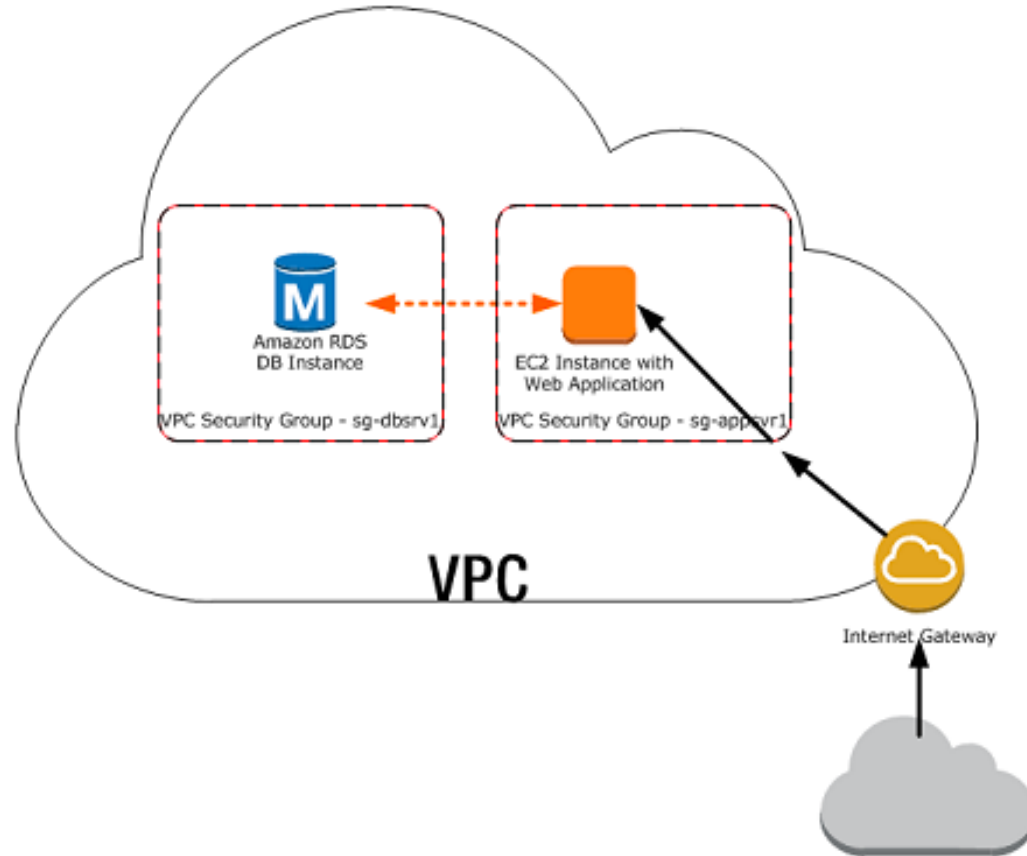 M
Amazon RDS
DB Instance
EC2 Instance with
Web Application
VPC Security Group - sg-dbsrv1
VPC Security Group - sg-appsvr1
VPC
Internet Gateway